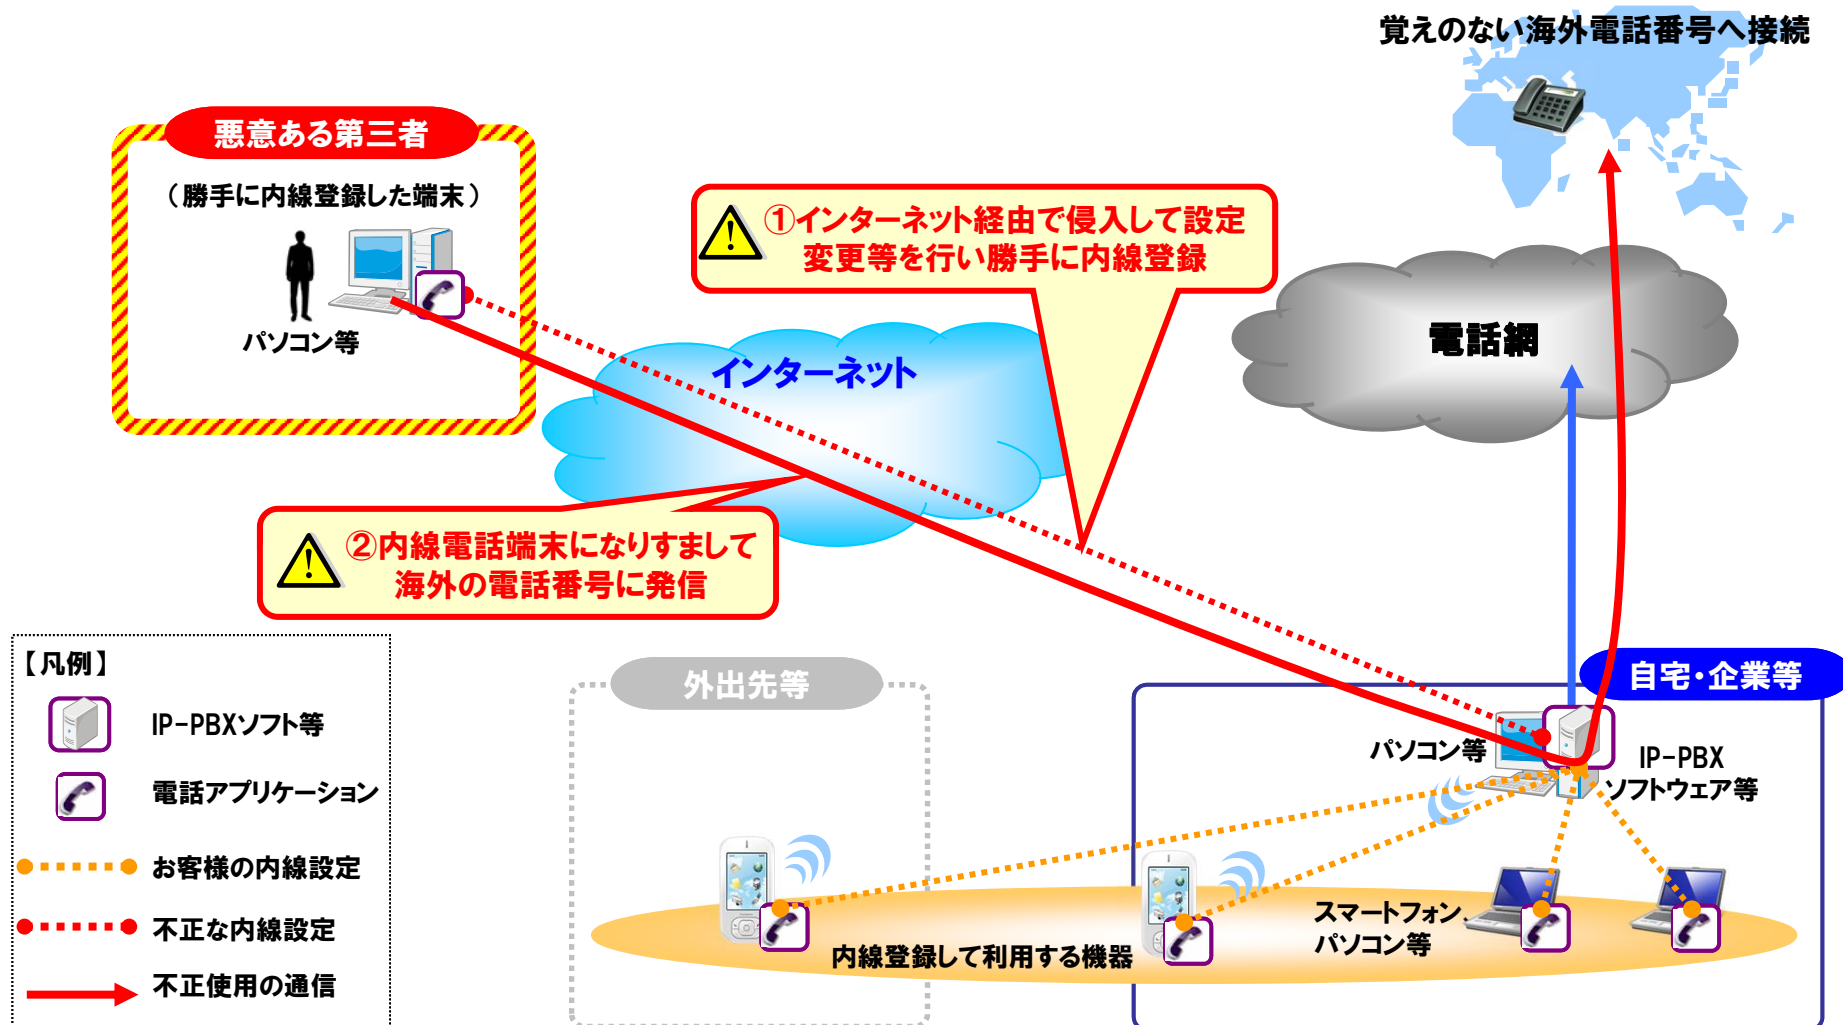 覚えのない海外電話番号へ接続
悪意ある第三者
（勝手に内線登録した端末）
パソコン等
①インターネット経由で侵入して設定
変更等を行い勝手に内線登録
インターネット
電話網
②内線電話端末になりすまして
海外の電話番号に発信
【凡例】
IP-PBXソフト等
電話アプリケーション
お客様の内線設定
不正な内線設定
不正使用の通信
外出先等
自宅・企業等
パソコン等
IP-PBX
ソフトウェア等
スマートフォン、
パソコン等
内線登録して利用する機器